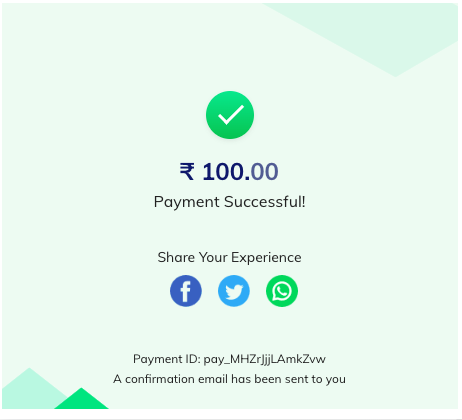 ₹ 100.00
Payment Successful!
Share Your Experience
Payment ID: pay_MHZrJjjLAmkZvw
A confirmation email has been sent to you